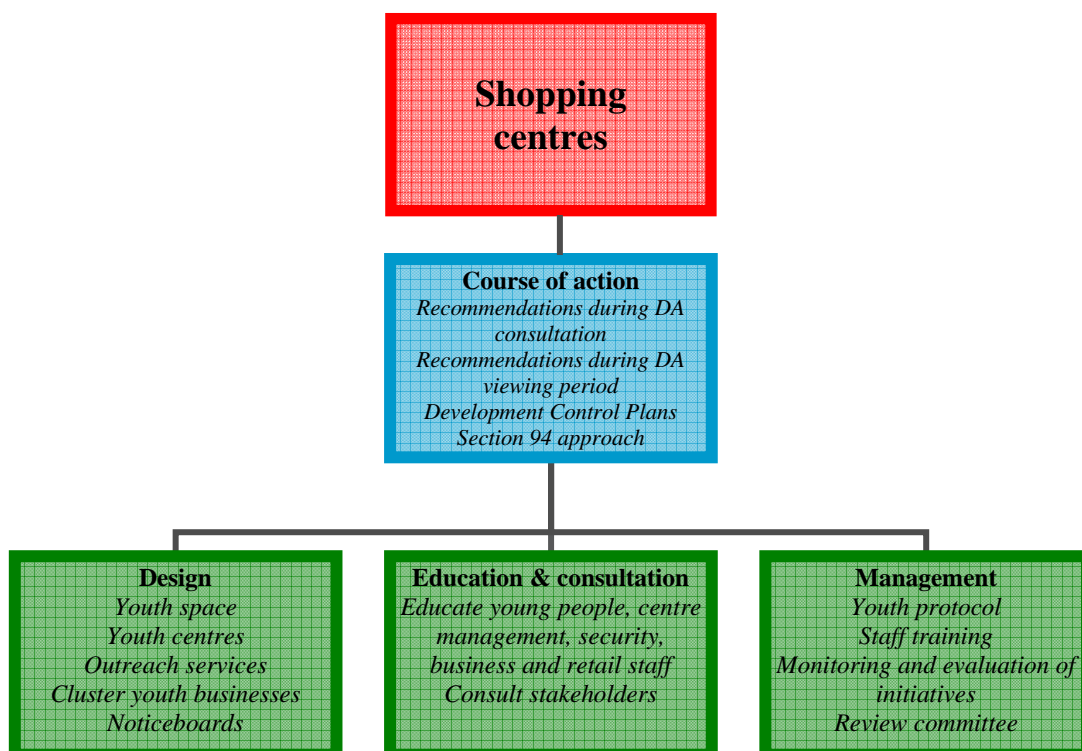 Shopping
centres
Course of action
Recommendations during DA
consultation
Recommendations during DA
viewing period
Development Control Plans
Section 94 approach
Design
Youth space
Youth centres
Outreach services
Cluster youth businesses
Noticeboards
Education & consultation
Educate young people, centre
management, security,
business and retail staff
Consult stakeholders
Management
Youth protocol
Staff training
Monitoring and evaluation of
initiatives
Review committee